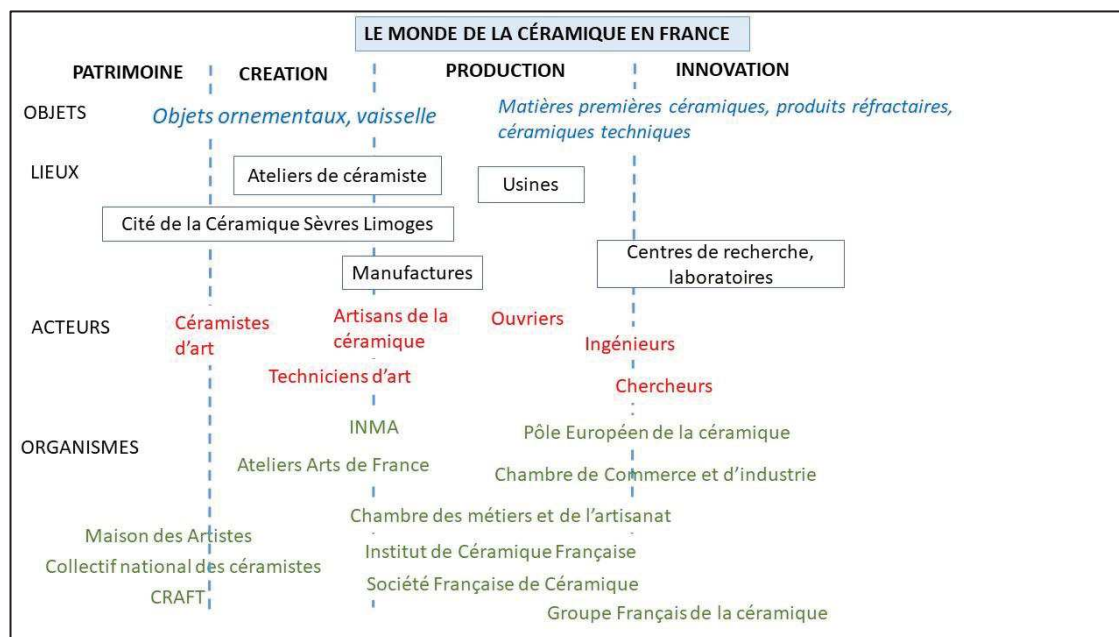 LE MONDE DE LA CÉRAMIQUE EN FRANCE
PATRIMOINE CREATION PRODUCTION INNOVATION
OBJETS
Objets ornementaux, vaisselle
Matières premières céramiques, produits réfractaires,
céramiques techniques
LIEUX
Ateliers de céramiste
Usines
Cité de la Céramique Sèvres Limoges
Manufactures
Centres de recherche,
laboratoires
ACTEURS
Céramistes
d'art
Artisans de la
céramique
Ouvriers
Ingénieurs
Techniciens d'art
Chercheurs
ORGANISMES
INMA
Pôle Européen de la céramique
Ateliers Arts de France
Chambre de Commerce et d'industrie
Chambre des métiers et de l'artisanat
Maison des Artistes
Institut de Céramique Française
Collectif national des céramistes
Société Française de Céramique
CRAFT
Groupe Français de la céramique